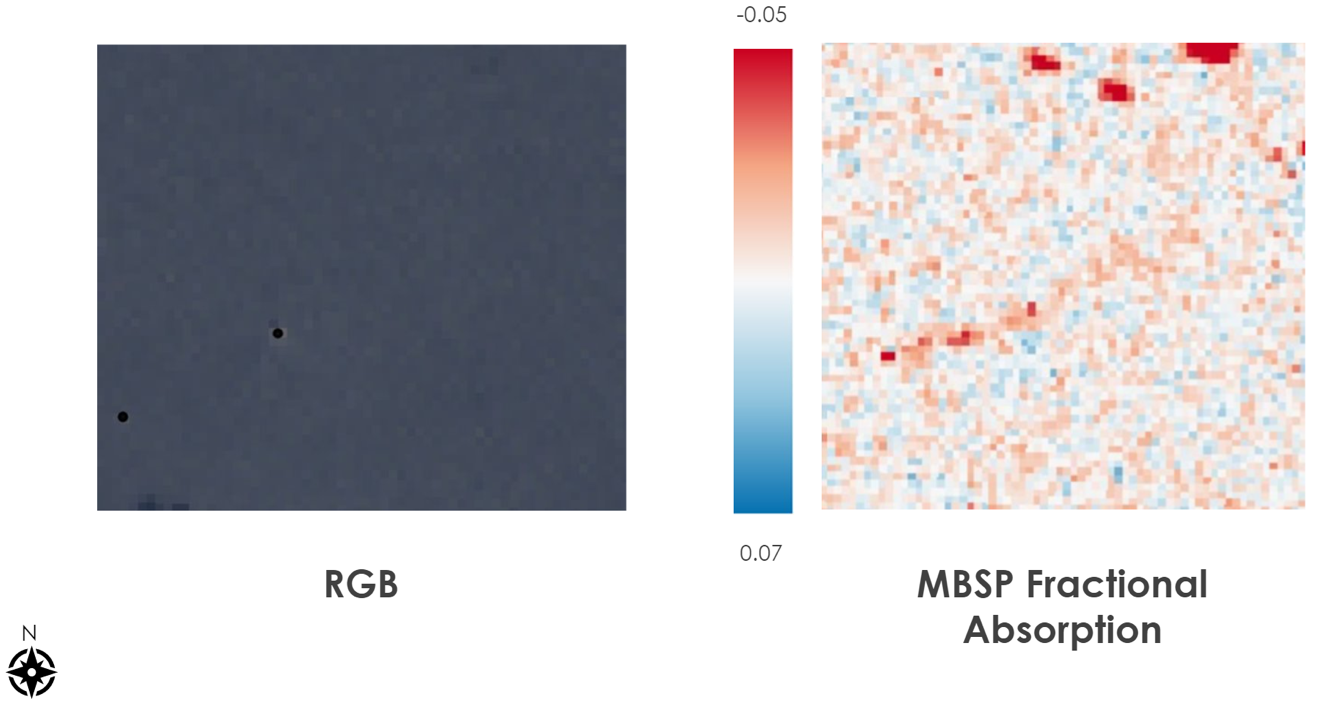 -0.05
0.07
RGB
MBSP Fractional
Absorption
N